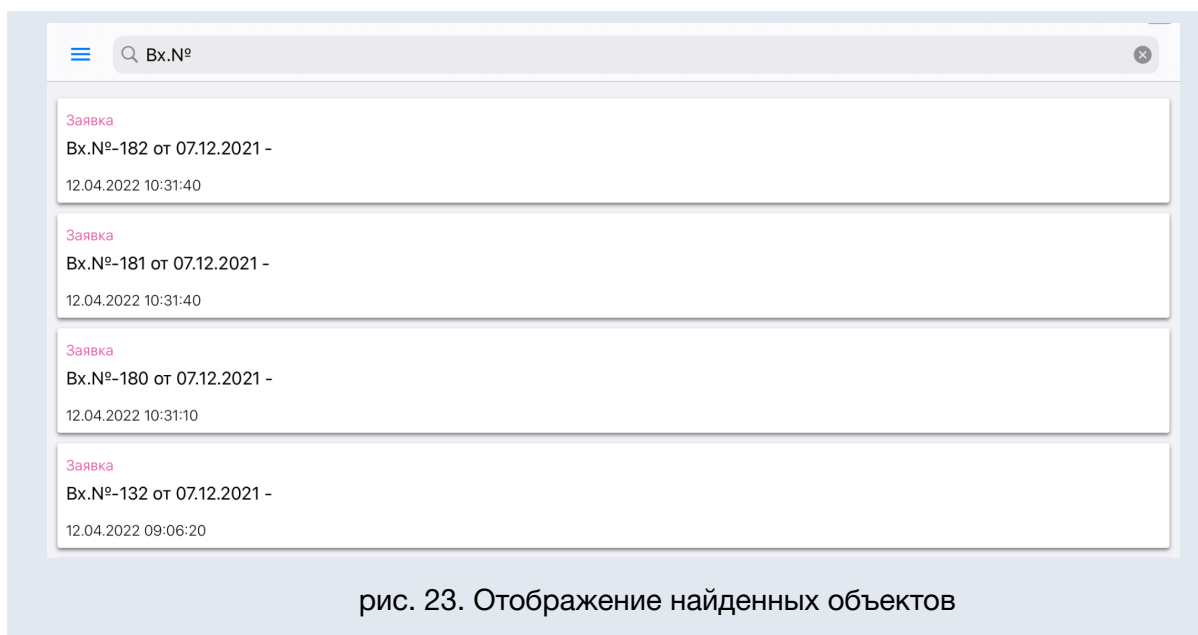 Вх.№
Заявка
Вх.№-182 от 07.12.2021 -
12.04.2022 10:31:40
Заявка
Вх.№-181 от 07.12.2021 -
12.04.2022 10:31:40
Заявка
Вх.№-180 от 07.12.2021 -
12.04.2022 10:31:10
Заявка
Вх.№-132 от 07.12.2021 -
12.04.2022 09:06:20
рис. 23. Отображение найденных объектов